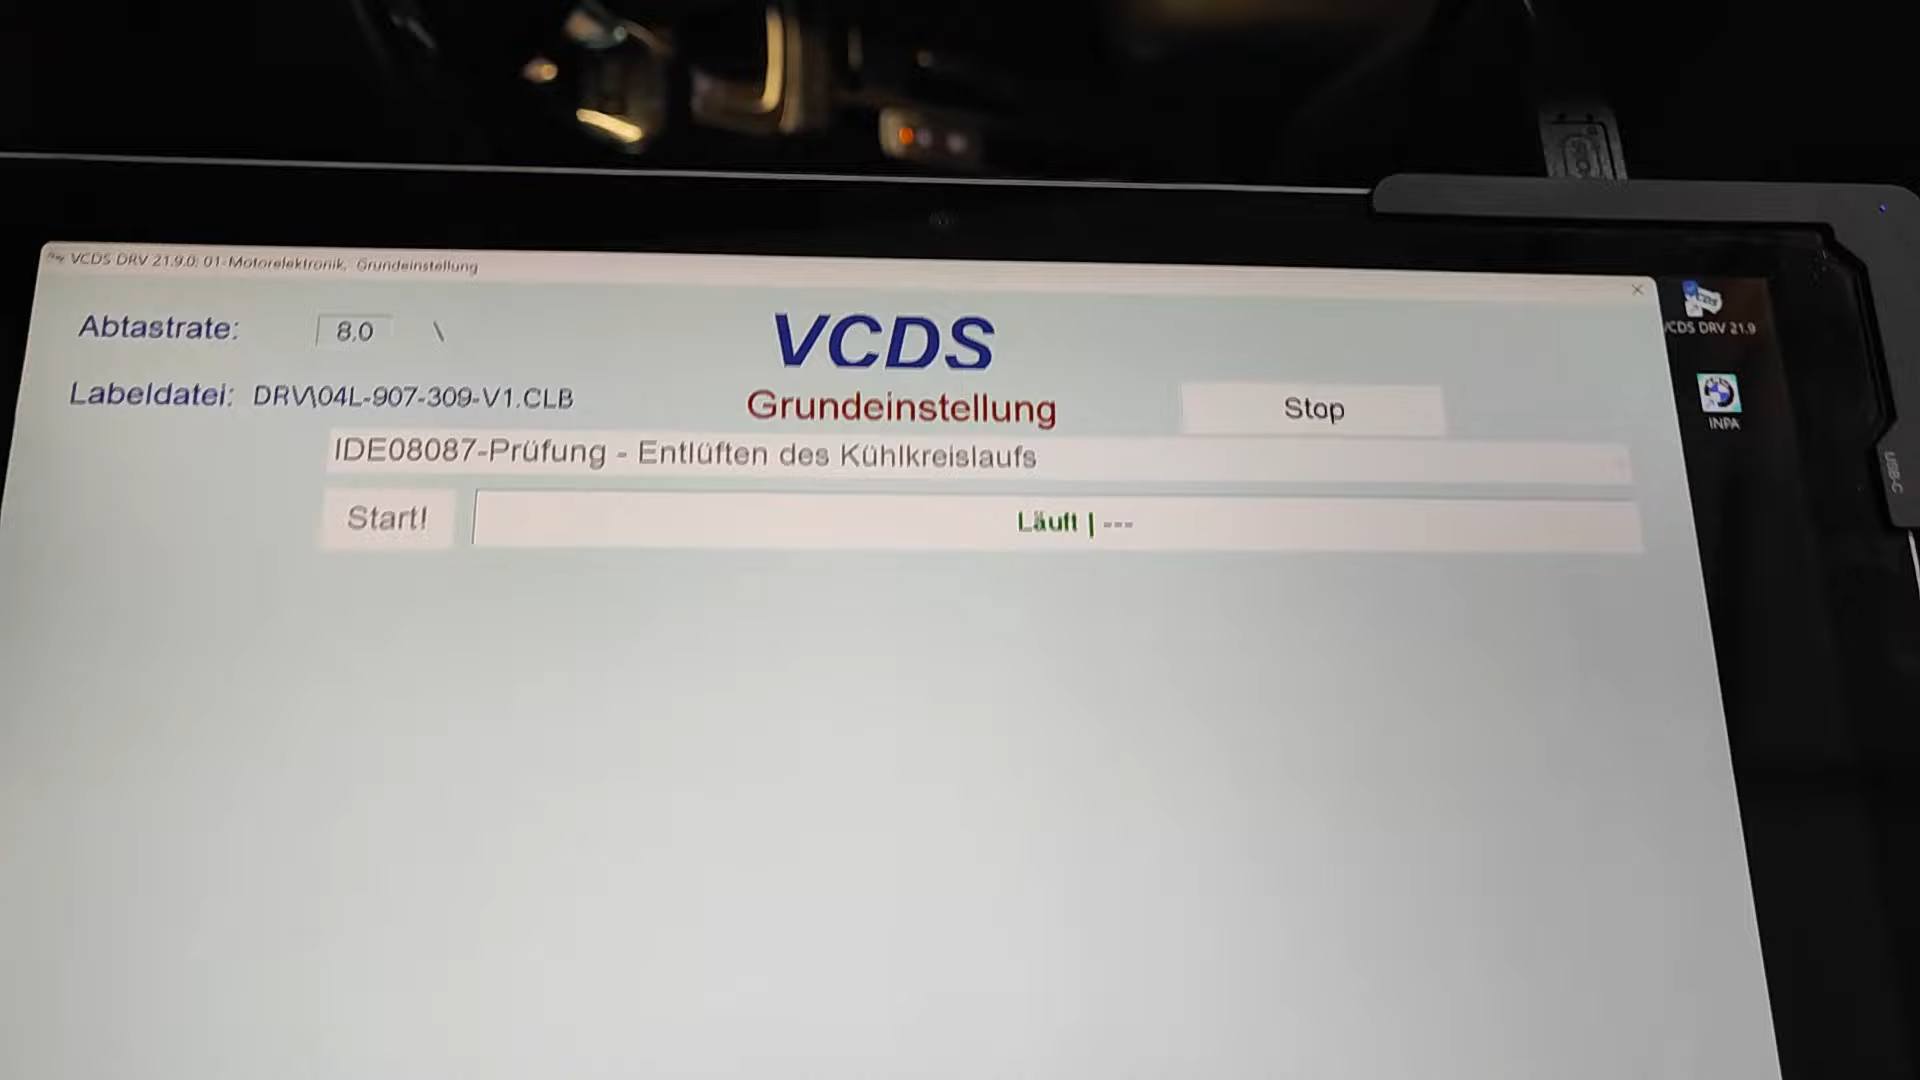 VCDS DRV 21.9.0: 01-Motorelektronik, Grundeinstellung
Abtastrate: 8.0 \
VCDS
Labeldatei: DRV\04L-907-309-V1.CLB
Grundeinstellung
Stop
IDE08087-Prüfung - Entlüften des Kühlkreislaufs
Start!
Läuft | ---
VCDS DRV 21.9
INPA
USB-C